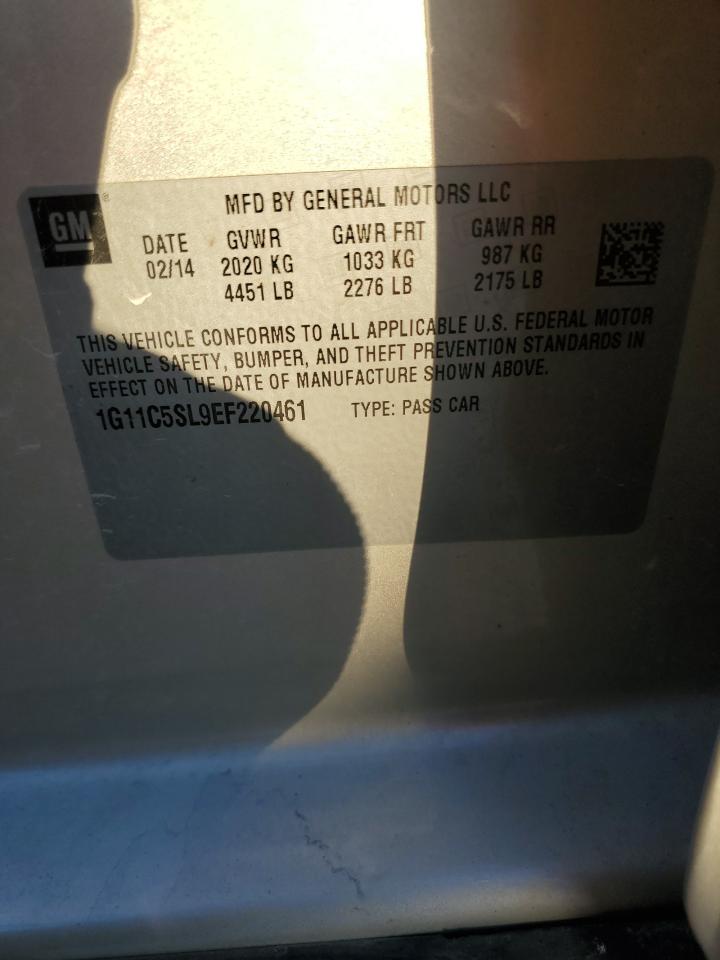 GM
®
MFD BY GENERAL MOTORS LLC
DATE GVWR GAWR FRT GAWR RR
02/14 2020 KG 1033 KG 987 KG
4451 LB 2276 LB 2175 LB
THIS VEHICLE CONFORMS TO ALL APPLICABLE U.S. FEDERAL MOTOR
VEHICLE SAFETY, BUMPER, AND THEFT PREVENTION STANDARDS IN
EFFECT ON THE DATE OF MANUFACTURE SHOWN ABOVE.
1G11C5SL9EF220461 TYPE: PASS CAR